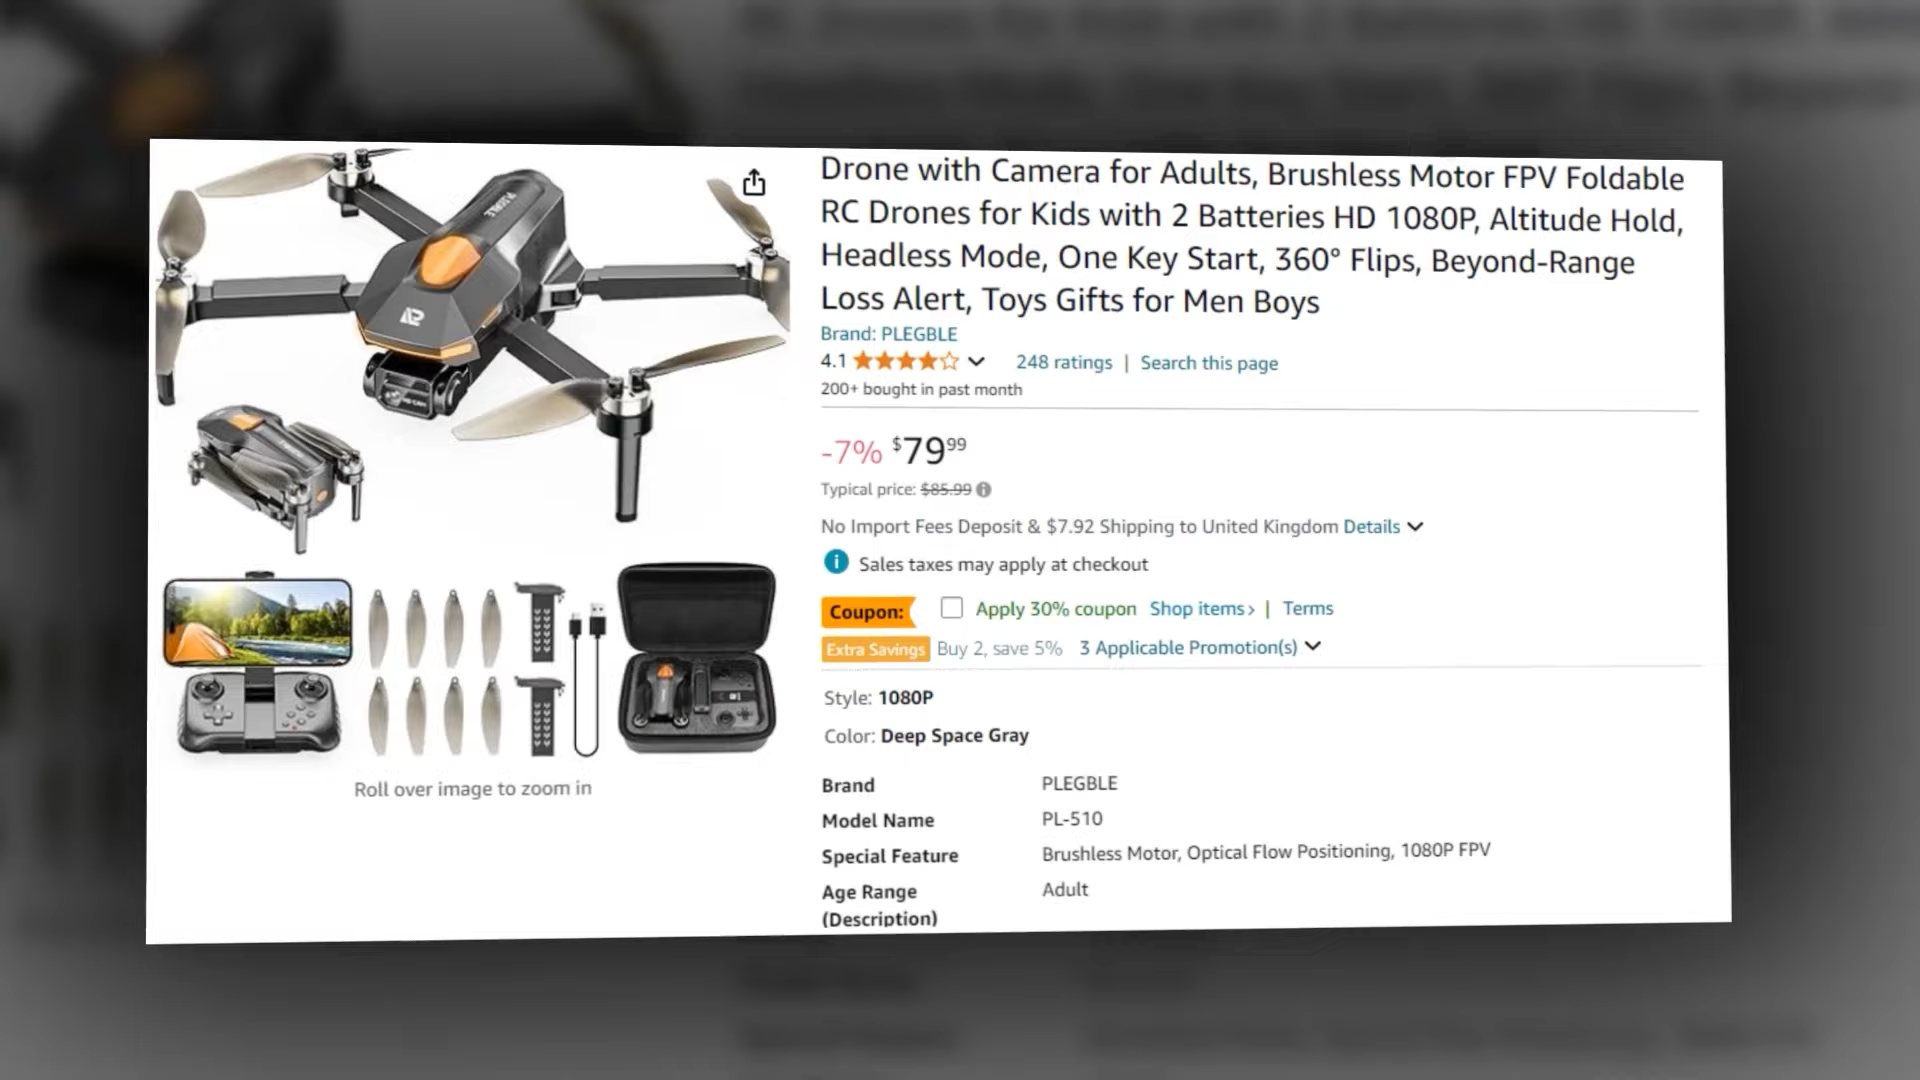 Drone with Camera for Adults, Brushless Motor FPV Foldable
RC Drones for Kids with 2 Batteries HD 1080P, Altitude Hold,
Headless Mode, One Key Start, 360° Flips, Beyond-Range
Loss Alert, Toys Gifts for Men Boys
Brand: PLEGBLE
4.1 248 ratings | Search this page
200+ bought in past month
-7% $79.99
Typical price: $85.99
No Import Fees Deposit & $7.92 Shipping to United Kingdom Details
Sales taxes may apply at checkout
Coupon: Apply 30% coupon Shop items› | Terms
Extra Savings Buy 2, save 5% 3 Applicable Promotion(s)
Style: 1080P
Color: Deep Space Gray
Brand PLEGBLE
Model Name PL-510
Special Feature Brushless Motor, Optical Flow Positioning, 1080P FPV
Age Range Adult
(Description)
PLEGBLE
Roll over image to zoom in